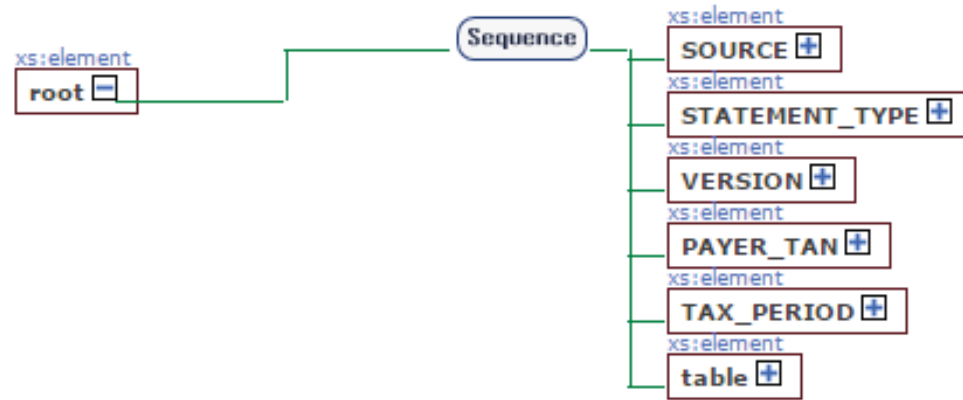 xs:element
root
Sequence
xs:element
SOURCE
xs:element
STATEMENT_TYPE
xs:element
VERSION
xs:element
PAYER_TAN
xs:element
TAX_PERIOD
xs:element
table